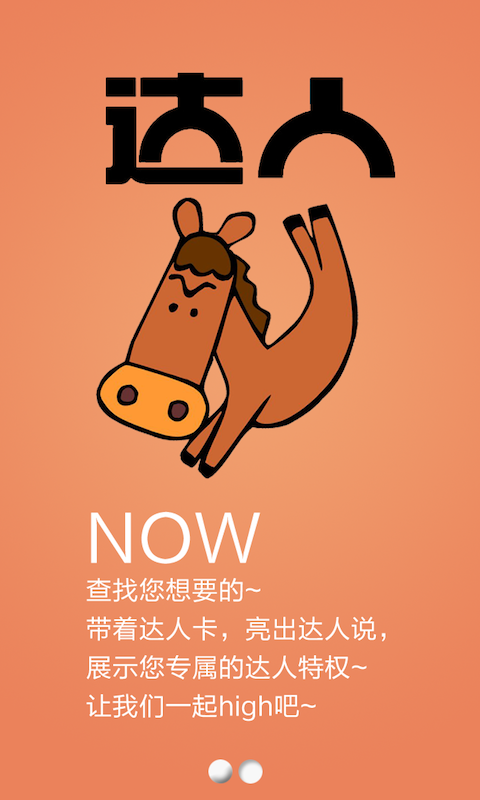 达人
NOW
查找您想要的~
带着达人卡，亮出达人说，
展示您专属的达人特权~
让我们一起high吧~